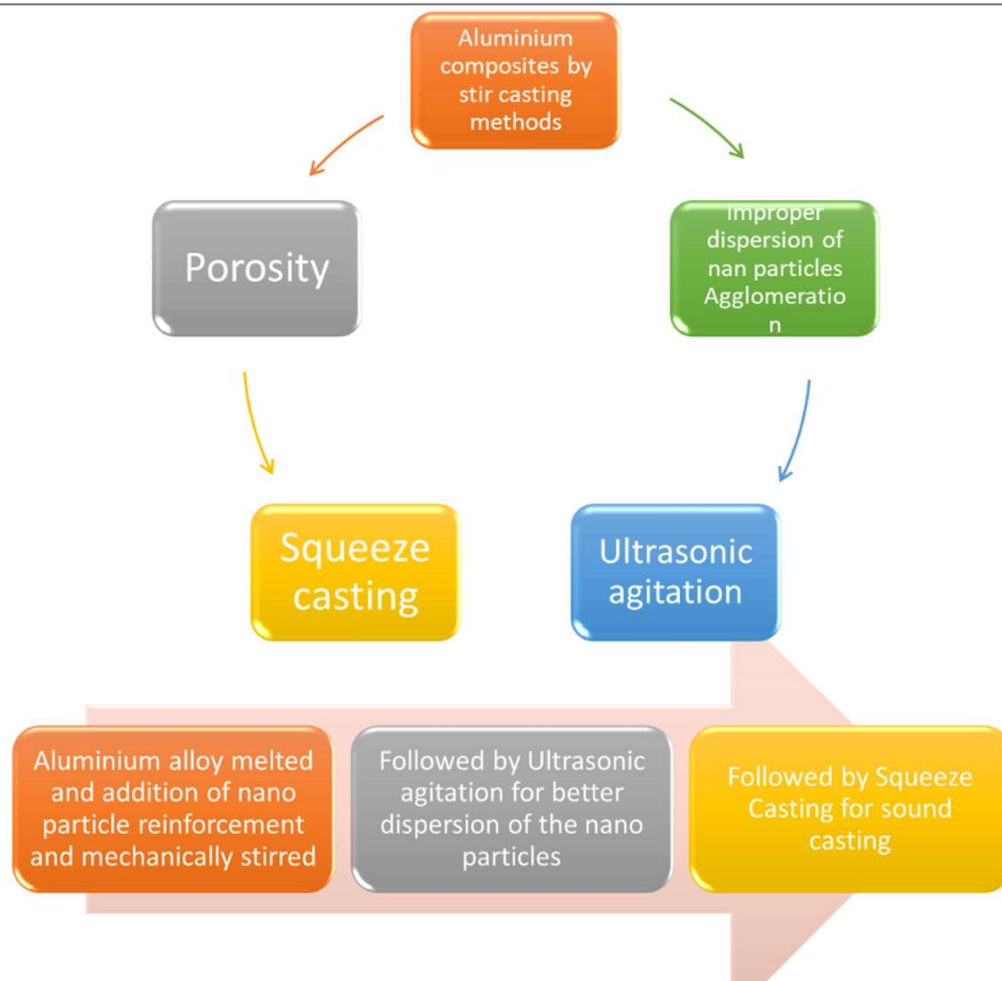 Aluminium
composites by
stir casting
methods
Porosity
Improper
dispersion of
nan particles
Agglomeratio
n
Squeeze
casting
Ultrasonic
agitation
Aluminium alloy melted
and addition of nano
particle reinforcement
and mechanically stirred
Followed by Ultrasonic
agitation for better
dispersion of the nano
particles
Followed by Squeeze
Casting for sound
casting